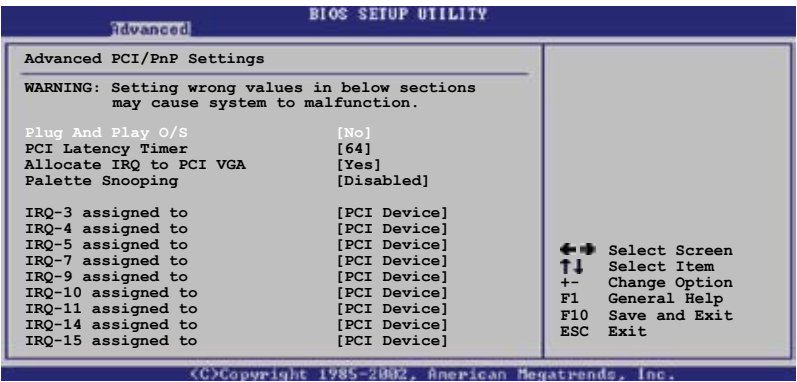 BIOS SETUP UTILITY
Advanced
Advanced PCI/PnP Settings
WARNING: Setting wrong values in below sections
may cause system to malfunction.
Plug And Play O/S [No]
PCI Latency Timer [64]
Allocate IRQ to PCI VGA [Yes]
Palette Snooping [Disabled]
IRQ-3 assigned to [PCI Device]
IRQ-4 assigned to [PCI Device]
IRQ-5 assigned to [PCI Device]
IRQ-7 assigned to [PCI Device]
IRQ-9 assigned to [PCI Device]
IRQ-10 assigned to [PCI Device]
IRQ-11 assigned to [PCI Device]
IRQ-14 assigned to [PCI Device]
IRQ-15 assigned to [PCI Device]
←→ Select Screen
↑↓ Select Item
+- Change Option
F1 General Help
F10 Save and Exit
ESC Exit
(C)Copyright 1985-2002, American Megatrends, Inc.